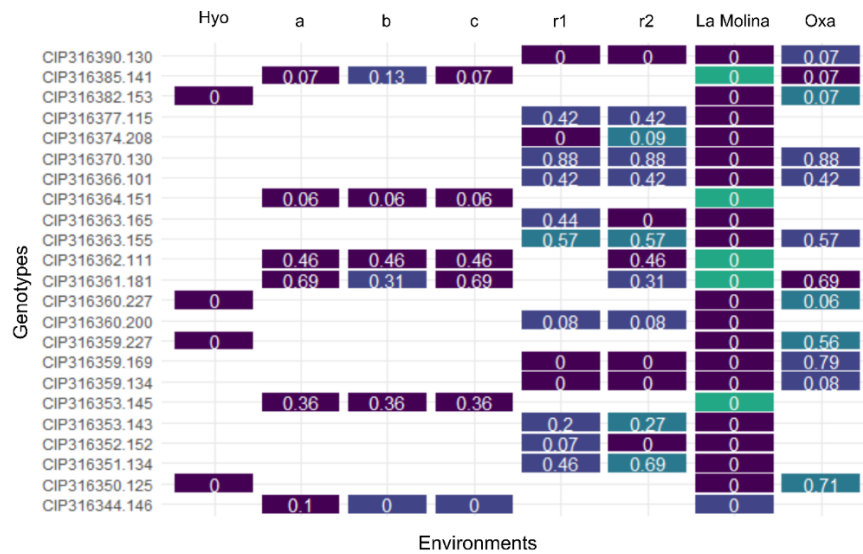 Hyo a b c r1 r2 La Molina Oxa
CIP316390.130 0 0 0 0.07
CIP316385.141 0.07 0.13 0.07 0 0.07
CIP316382.153 0 0 0.07
CIP316377.115 0.42 0.42 0
CIP316374.208 0 0.09 0
CIP316370.130 0.88 0.88 0 0.88
CIP316366.101 0.42 0.42 0 0.42
CIP316364.151 0.06 0.06 0.06 0
CIP316363.165 0.44 0 0
CIP316363.155 0.57 0.57 0 0.57
CIP316362.111 0.46 0.46 0.46 0.46 0
CIP316361.181 0.69 0.31 0.69 0.31 0 0.69
CIP316360.227 0 0 0.06
CIP316360.200 0.08 0.08 0
CIP316359.227 0 0 0.56
CIP316359.169 0 0 0 0.79
CIP316359.134 0 0 0 0.08
CIP316353.145 0.36 0.36 0.36 0
CIP316353.143 0.2 0.27 0
CIP316352.152 0.07 0 0
CIP316351.134 0.46 0.69 0
CIP316350.125 0 0 0.71
CIP316344.146 0.1 0 0 0
Genotypes
Environments